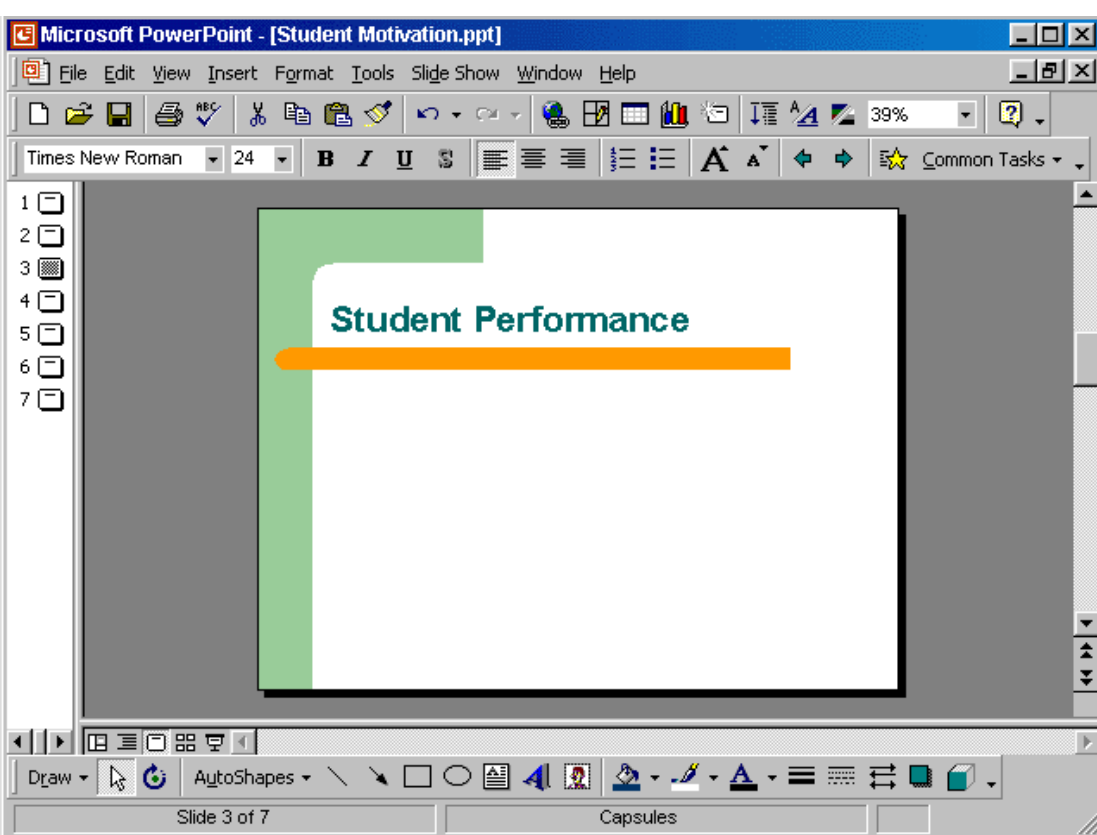 Microsoft PowerPoint - [Student Motivation.ppt]
File Edit View Insert Format Tools Slide Show Window Help
ABC 39%
Times New Roman 24 B I U S A A Common Tasks
1
2
3
4
5
6
7
Student Performance
Draw AutoShapes A A
Slide 3 of 7 Capsules